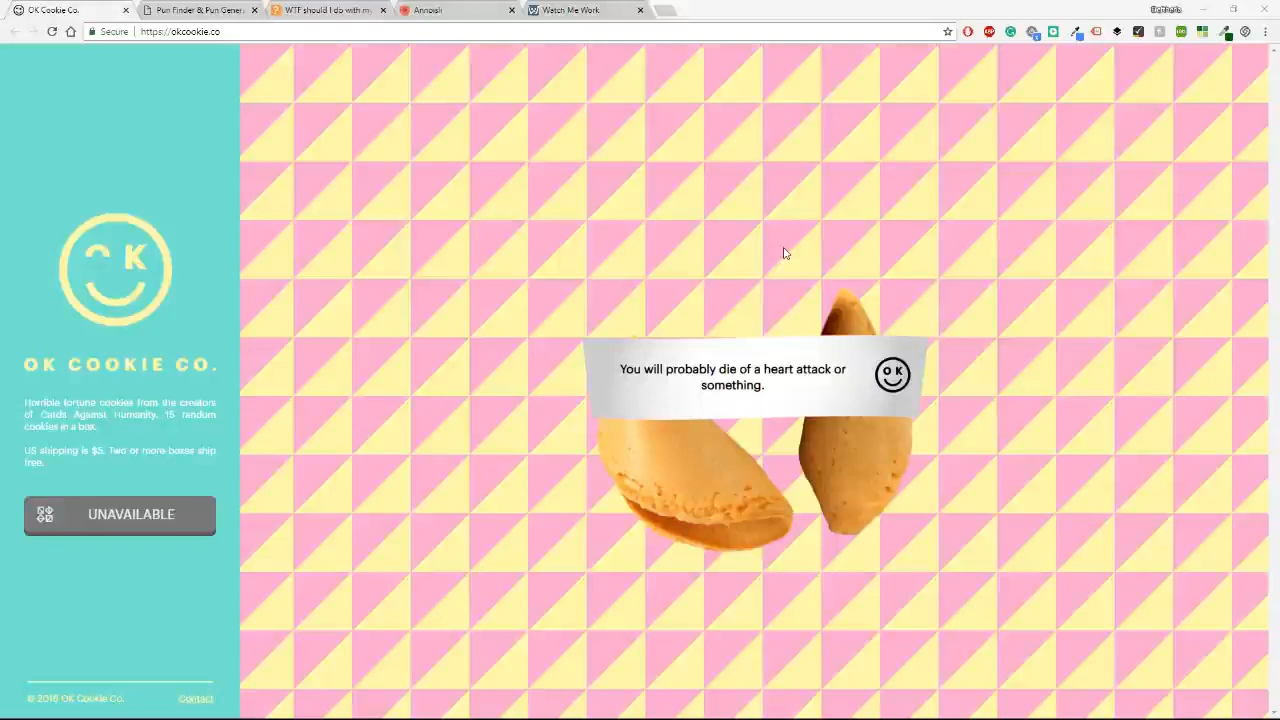 OK Cookie Co.
Pun Finder & Pun Gener
WTF should I do with m
Annoish
Watch Me Work
Secure
https://okcookie.co
OK
OK COOKIE CO.
Horrible fortune cookies from the creators
of Cards Against Humanity. 15 random
cookies in a box.
US shipping is $5. Two or more boxes ship
free.
UNAVAILABLE
You will probably die of a heart attack or
something.
OK
© 2016 OK Cookie Co.
Contact